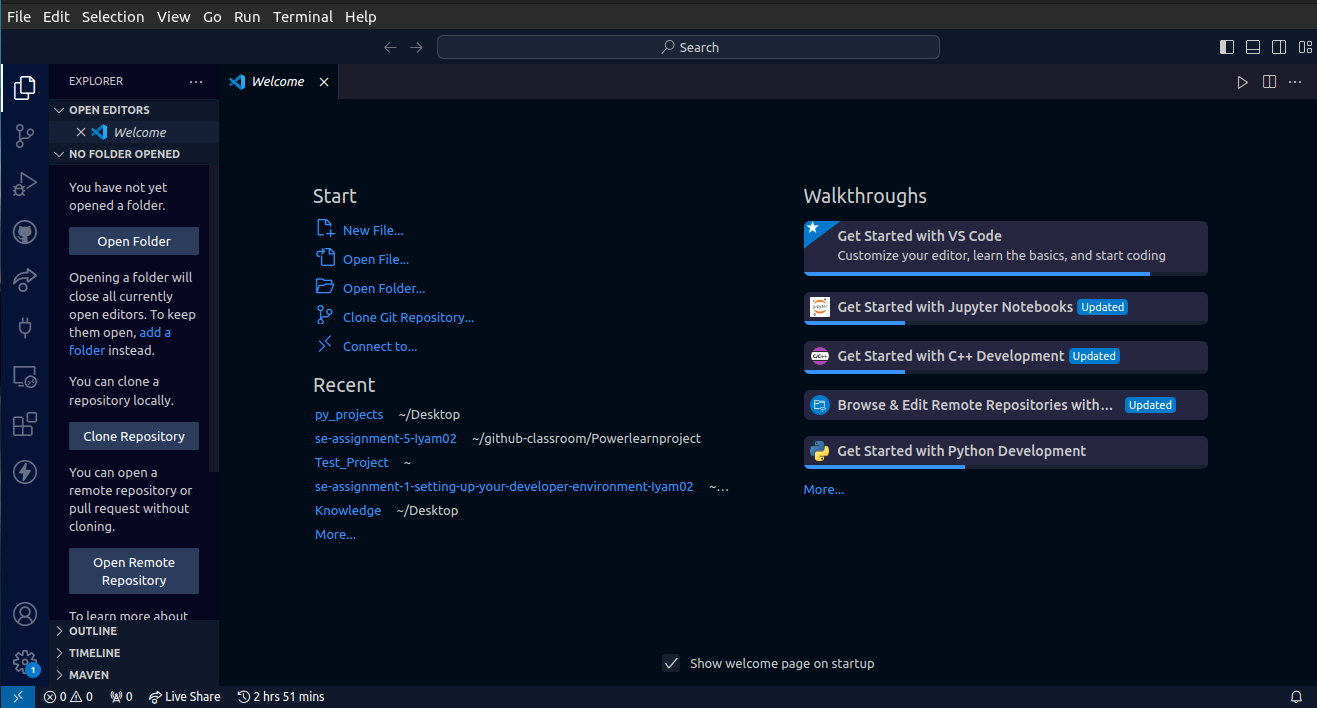 File Edit Selection View Go Run Terminal Help
Search
EXPLORER
Welcome
OPEN EDITORS
Welcome
NO FOLDER OPENED
You have not yet
opened a folder.
Open Folder
Opening a folder will
close all currently
open editors. To keep
them open, add a
folder instead.
You can clone a
repository locally.
Clone Repository
You can open a
remote repository or
pull request without
cloning.
Open Remote
Repository
To learn more about
OUTLINE
TIMELINE
MAVEN
Start
New File...
Open File...
Open Folder...
Clone Git Repository...
Connect to...
Recent
py_projects ~/Desktop
se-assignment-5-Iyam02 ~/github-classroom/Powerlearnproject
Test_Project ~
se-assignment-1-setting-up-your-developer-environment-Iyam02 ~...
Knowledge ~/Desktop
More...
Walkthroughs
Get Started with VS Code
Customize your editor, learn the basics, and start coding
Get Started with Jupyter Notebooks Updated
Get Started with C++ Development Updated
Browse & Edit Remote Repositories with... Updated
Get Started with Python Development
More...
Show welcome page on startup
1
0 0 0 Live Share 2 hrs 51 mins